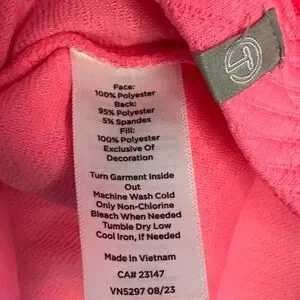 Face:
100% Polyester
Back:
95% Polyester
5% Spandex
Fill:
100% Polyester
Exclusive Of
Decoration
Turn Garment Inside
Out
Machine Wash Cold
Only Non-Chlorine
Bleach When Needed
Tumble Dry Low
Cool Iron, If Needed
Made In Vietnam
CA# 23147
VN5297 08/23